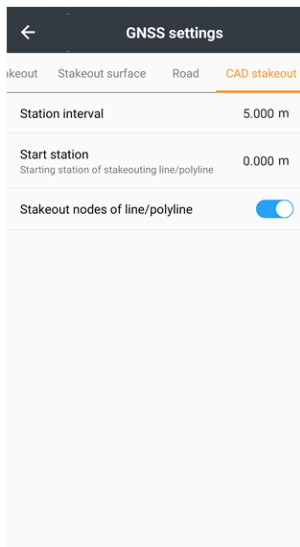 GNSS settings
akeout Stakeout surface Road CAD stakeout
Station interval 5.000 m
Start station 0.000 m
Starting station of stakeouting line/polyline
Stakeout nodes of line/polyline